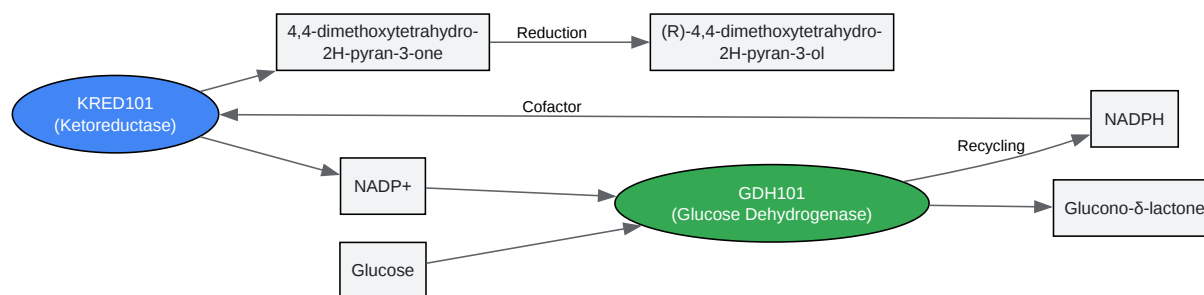 4,4-dimethoxytetrahydro-
2H-pyran-3-one
Reduction
(R)-4,4-dimethoxytetrahydro-
2H-pyran-3-ol
KRED101
(Ketoreductase)
Cofactor
NADPH
Recycling
NADP+
GDH101
(Glucose Dehydrogenase)
Glucono-δ-lactone
Glucose